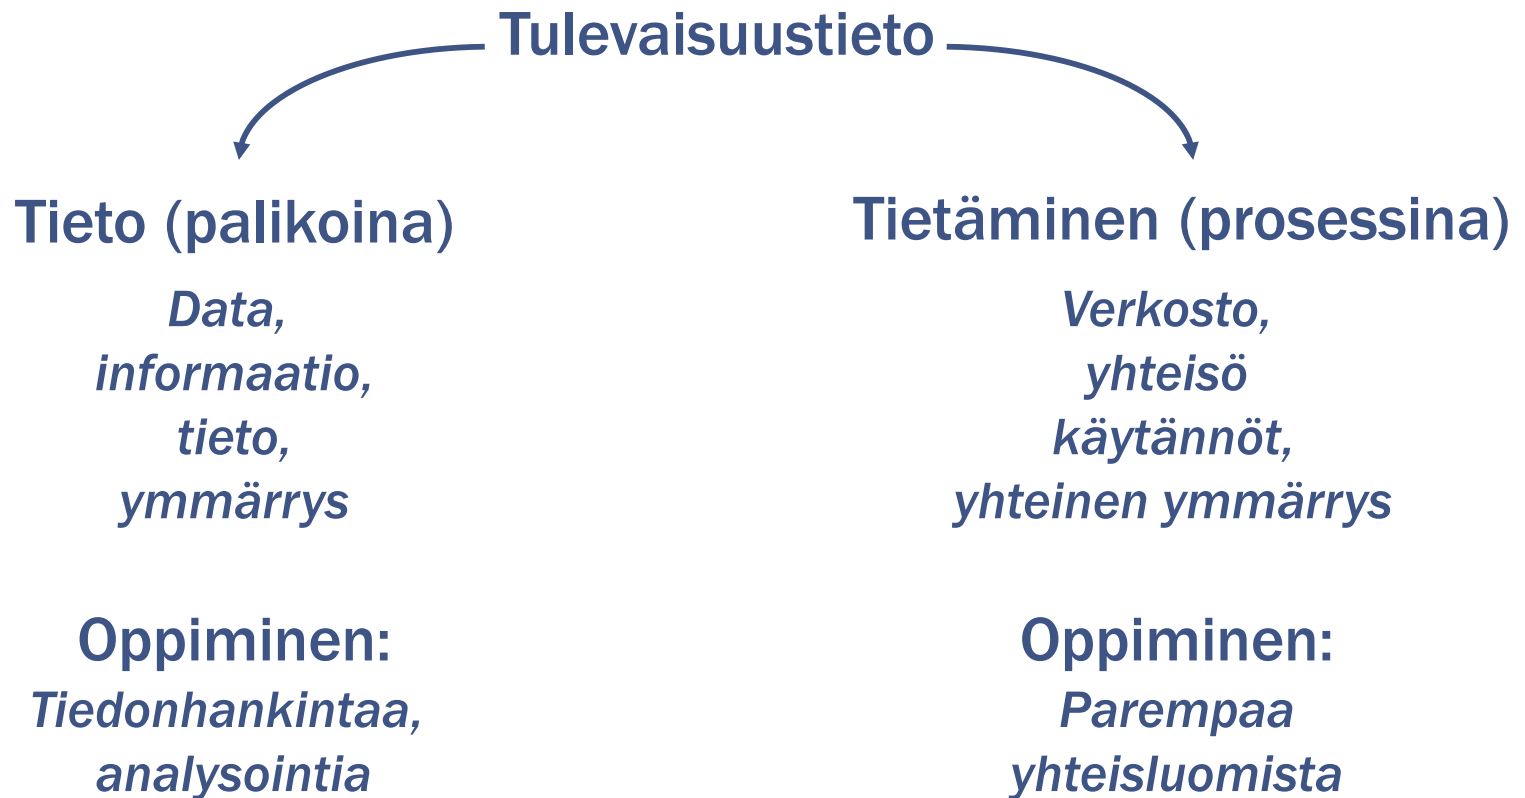 Tulevaisuustieto
Tieto (palikoina)
Data,
informaatio,
tieto,
ymmärrys
Oppiminen:
Tiedonhankintaa,
analysointia
Tietäminen (prosessina)
Verkosto,
yhteisö
käytännöt,
yhteinen ymmärrys
Oppiminen:
Parempaa
yhteisluomista